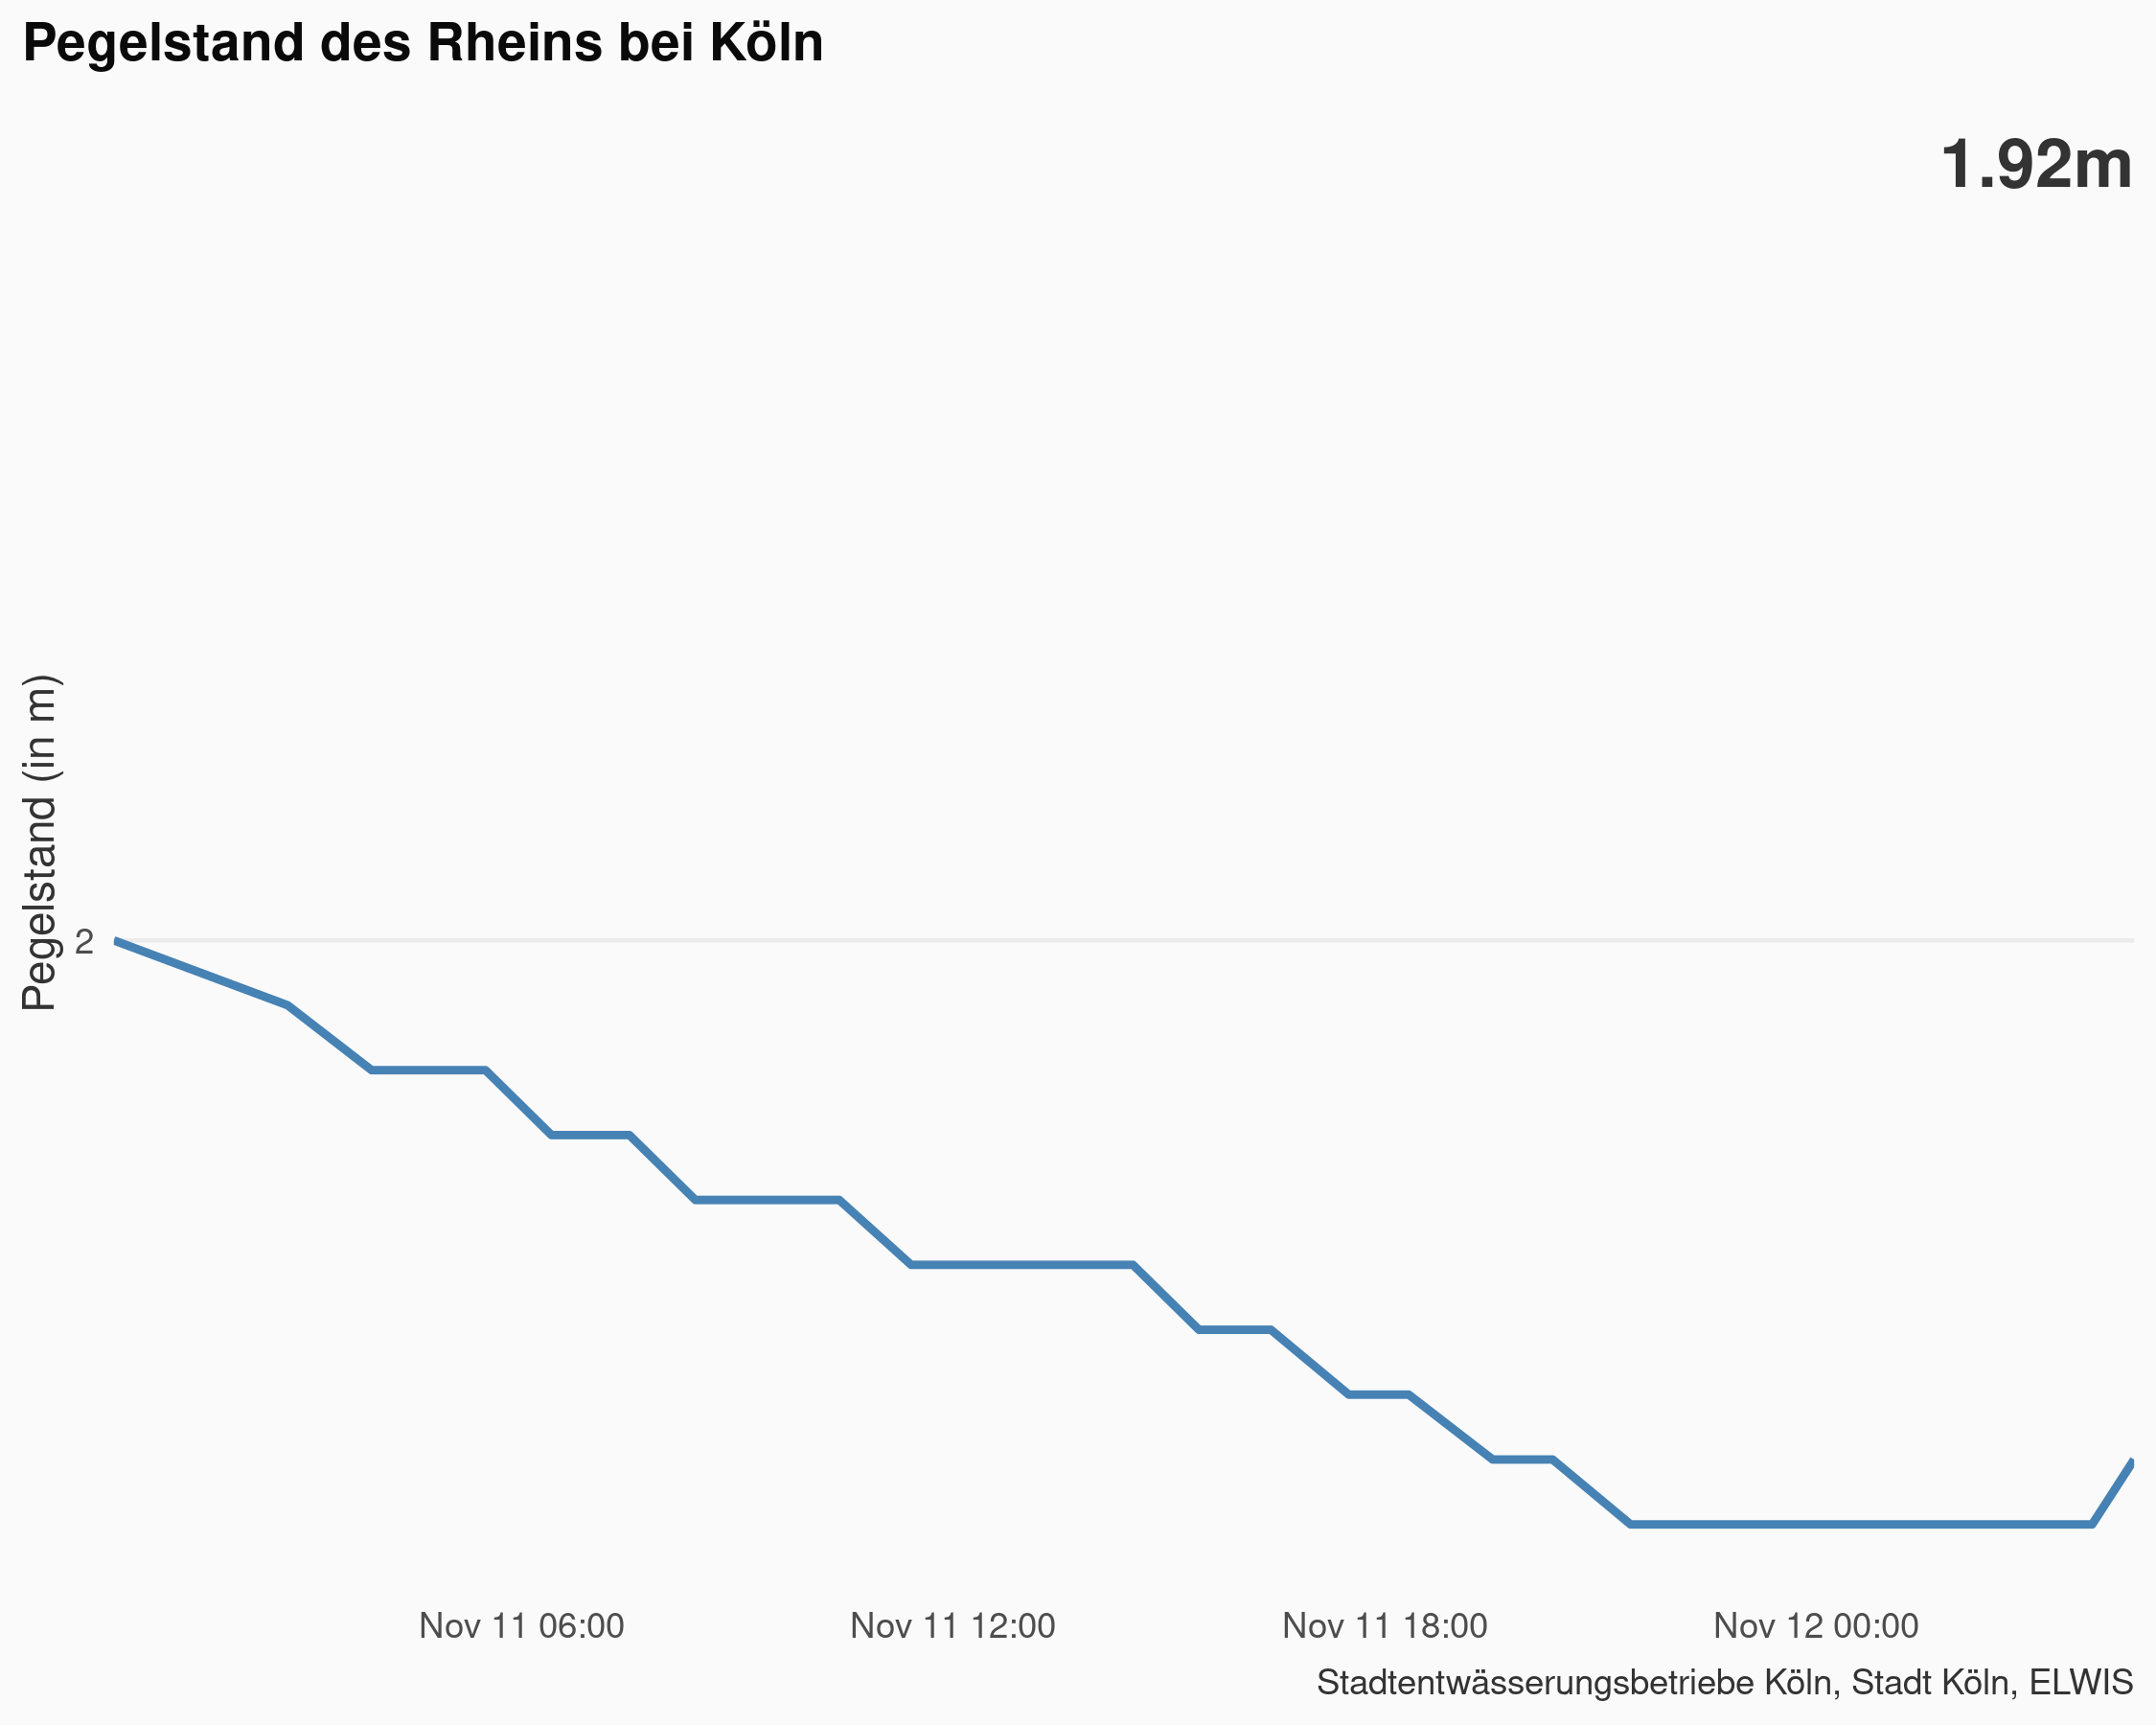 Pegelstand des Rheins bei Köln
1.92m
Pegelstand (in m)
2
Nov 11 06:00
Nov 11 12:00
Nov 11 18:00
Nov 12 00:00
Stadtentwässerungsbetriebe Köln, Stadt Köln, ELWIS